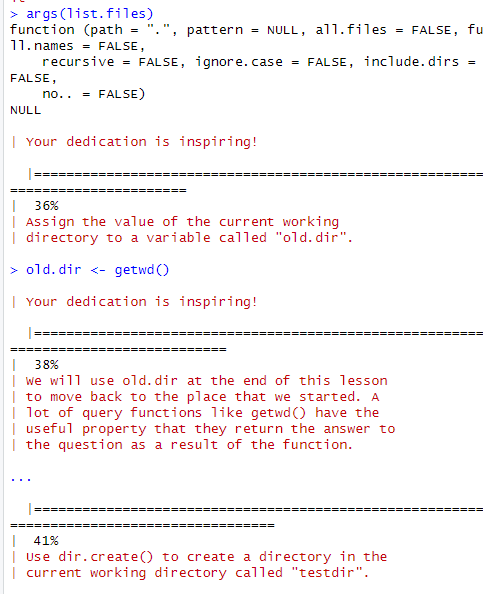 > args(list.files)
function (path = ".", pattern = NULL, all.files = FALSE, fu
ll.names = FALSE,
    recursive = FALSE, ignore.case = FALSE, include.dirs =
FALSE,
    no.. = FALSE)
NULL
| Your dedication is inspiring!
  |========================================================
======================
|  36%
| Assign the value of the current working
| directory to a variable called "old.dir".
> old.dir <- getwd()
| Your dedication is inspiring!
  |========================================================
===========================
|  38%
| We will use old.dir at the end of this lesson
| to move back to the place that we started. A
| lot of query functions like getwd() have the
| useful property that they return the answer to
| the question as a result of the function.
...
  |========================================================
=================================
|  41%
| Use dir.create() to create a directory in the
| current working directory called "testdir".